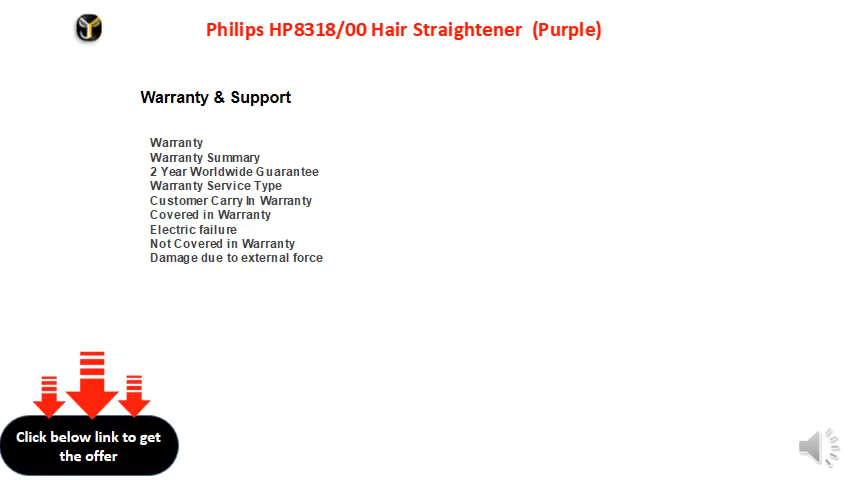 Philips HP8318/00 Hair Straightener (Purple)
Warranty & Support
Warranty
Warranty Summary
2 Year Worldwide Guarantee
Warranty Service Type
Customer Carry In Warranty
Covered in Warranty
Electric failure
Not Covered in Warranty
Damage due to external force
Click below link to get
the offer